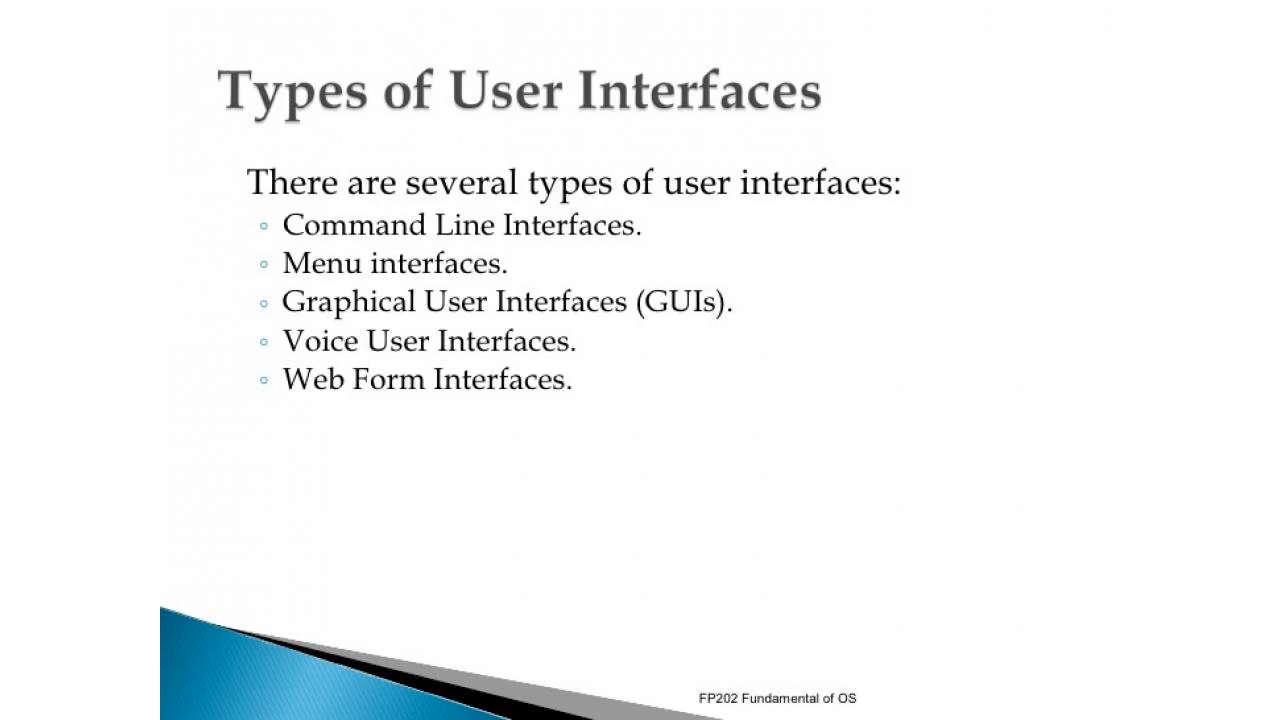 Types of User Interfaces
There are several types of user interfaces:
◦ Command Line Interfaces.
◦ Menu interfaces.
◦ Graphical User Interfaces (GUIs).
◦ Voice User Interfaces.
◦ Web Form Interfaces.
FP202 Fundamental of OS